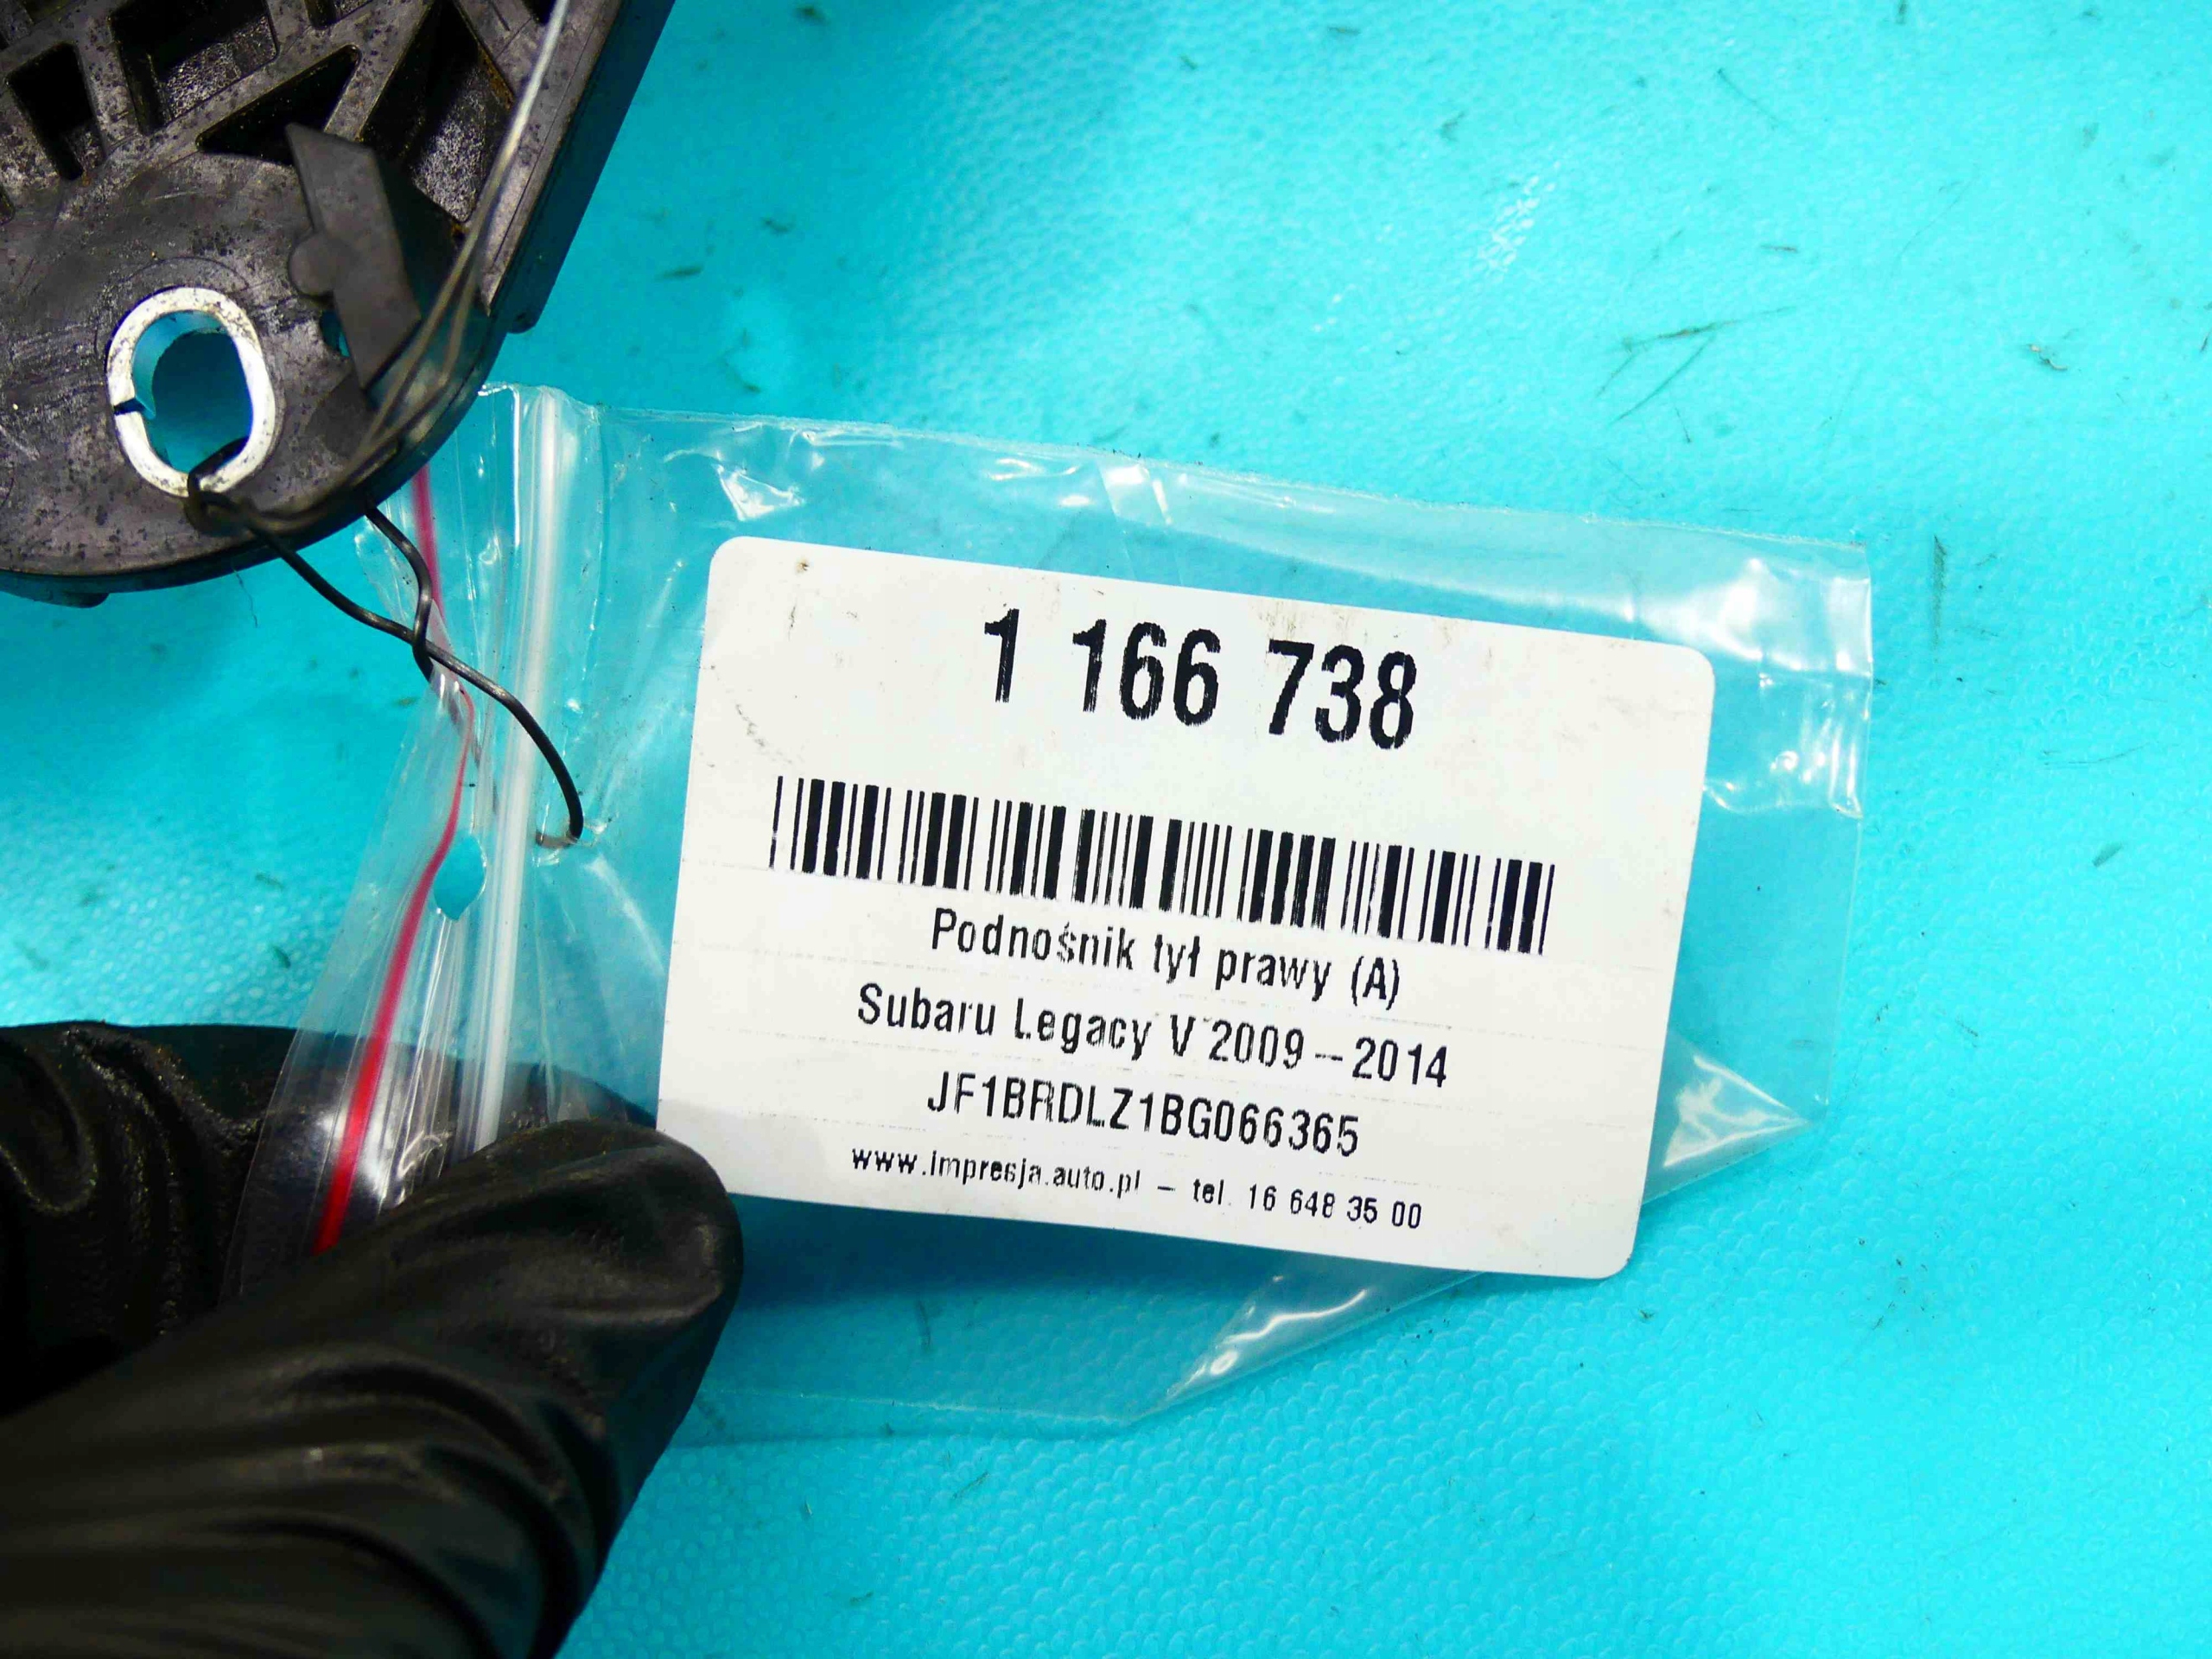 1 166 738
Podnośnik tył prawy (A)
Subaru Legacy V 2009-2014
JF1BRDLZ1BG066365
www.impresja.auto.pl - tel. 16 648 35 00